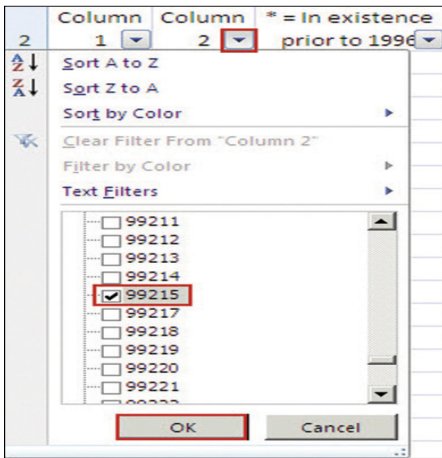 Column Column * = In existence
2 1 2 prior to 1996
A Z Sort A to Z
Z A Sort Z to A
Sort by Color
Clear Filter From "Column 2"
Filter by Color
Text Filters
99211
99212
99213
99214
99215
99217
99218
99219
99220
99221
OK Cancel